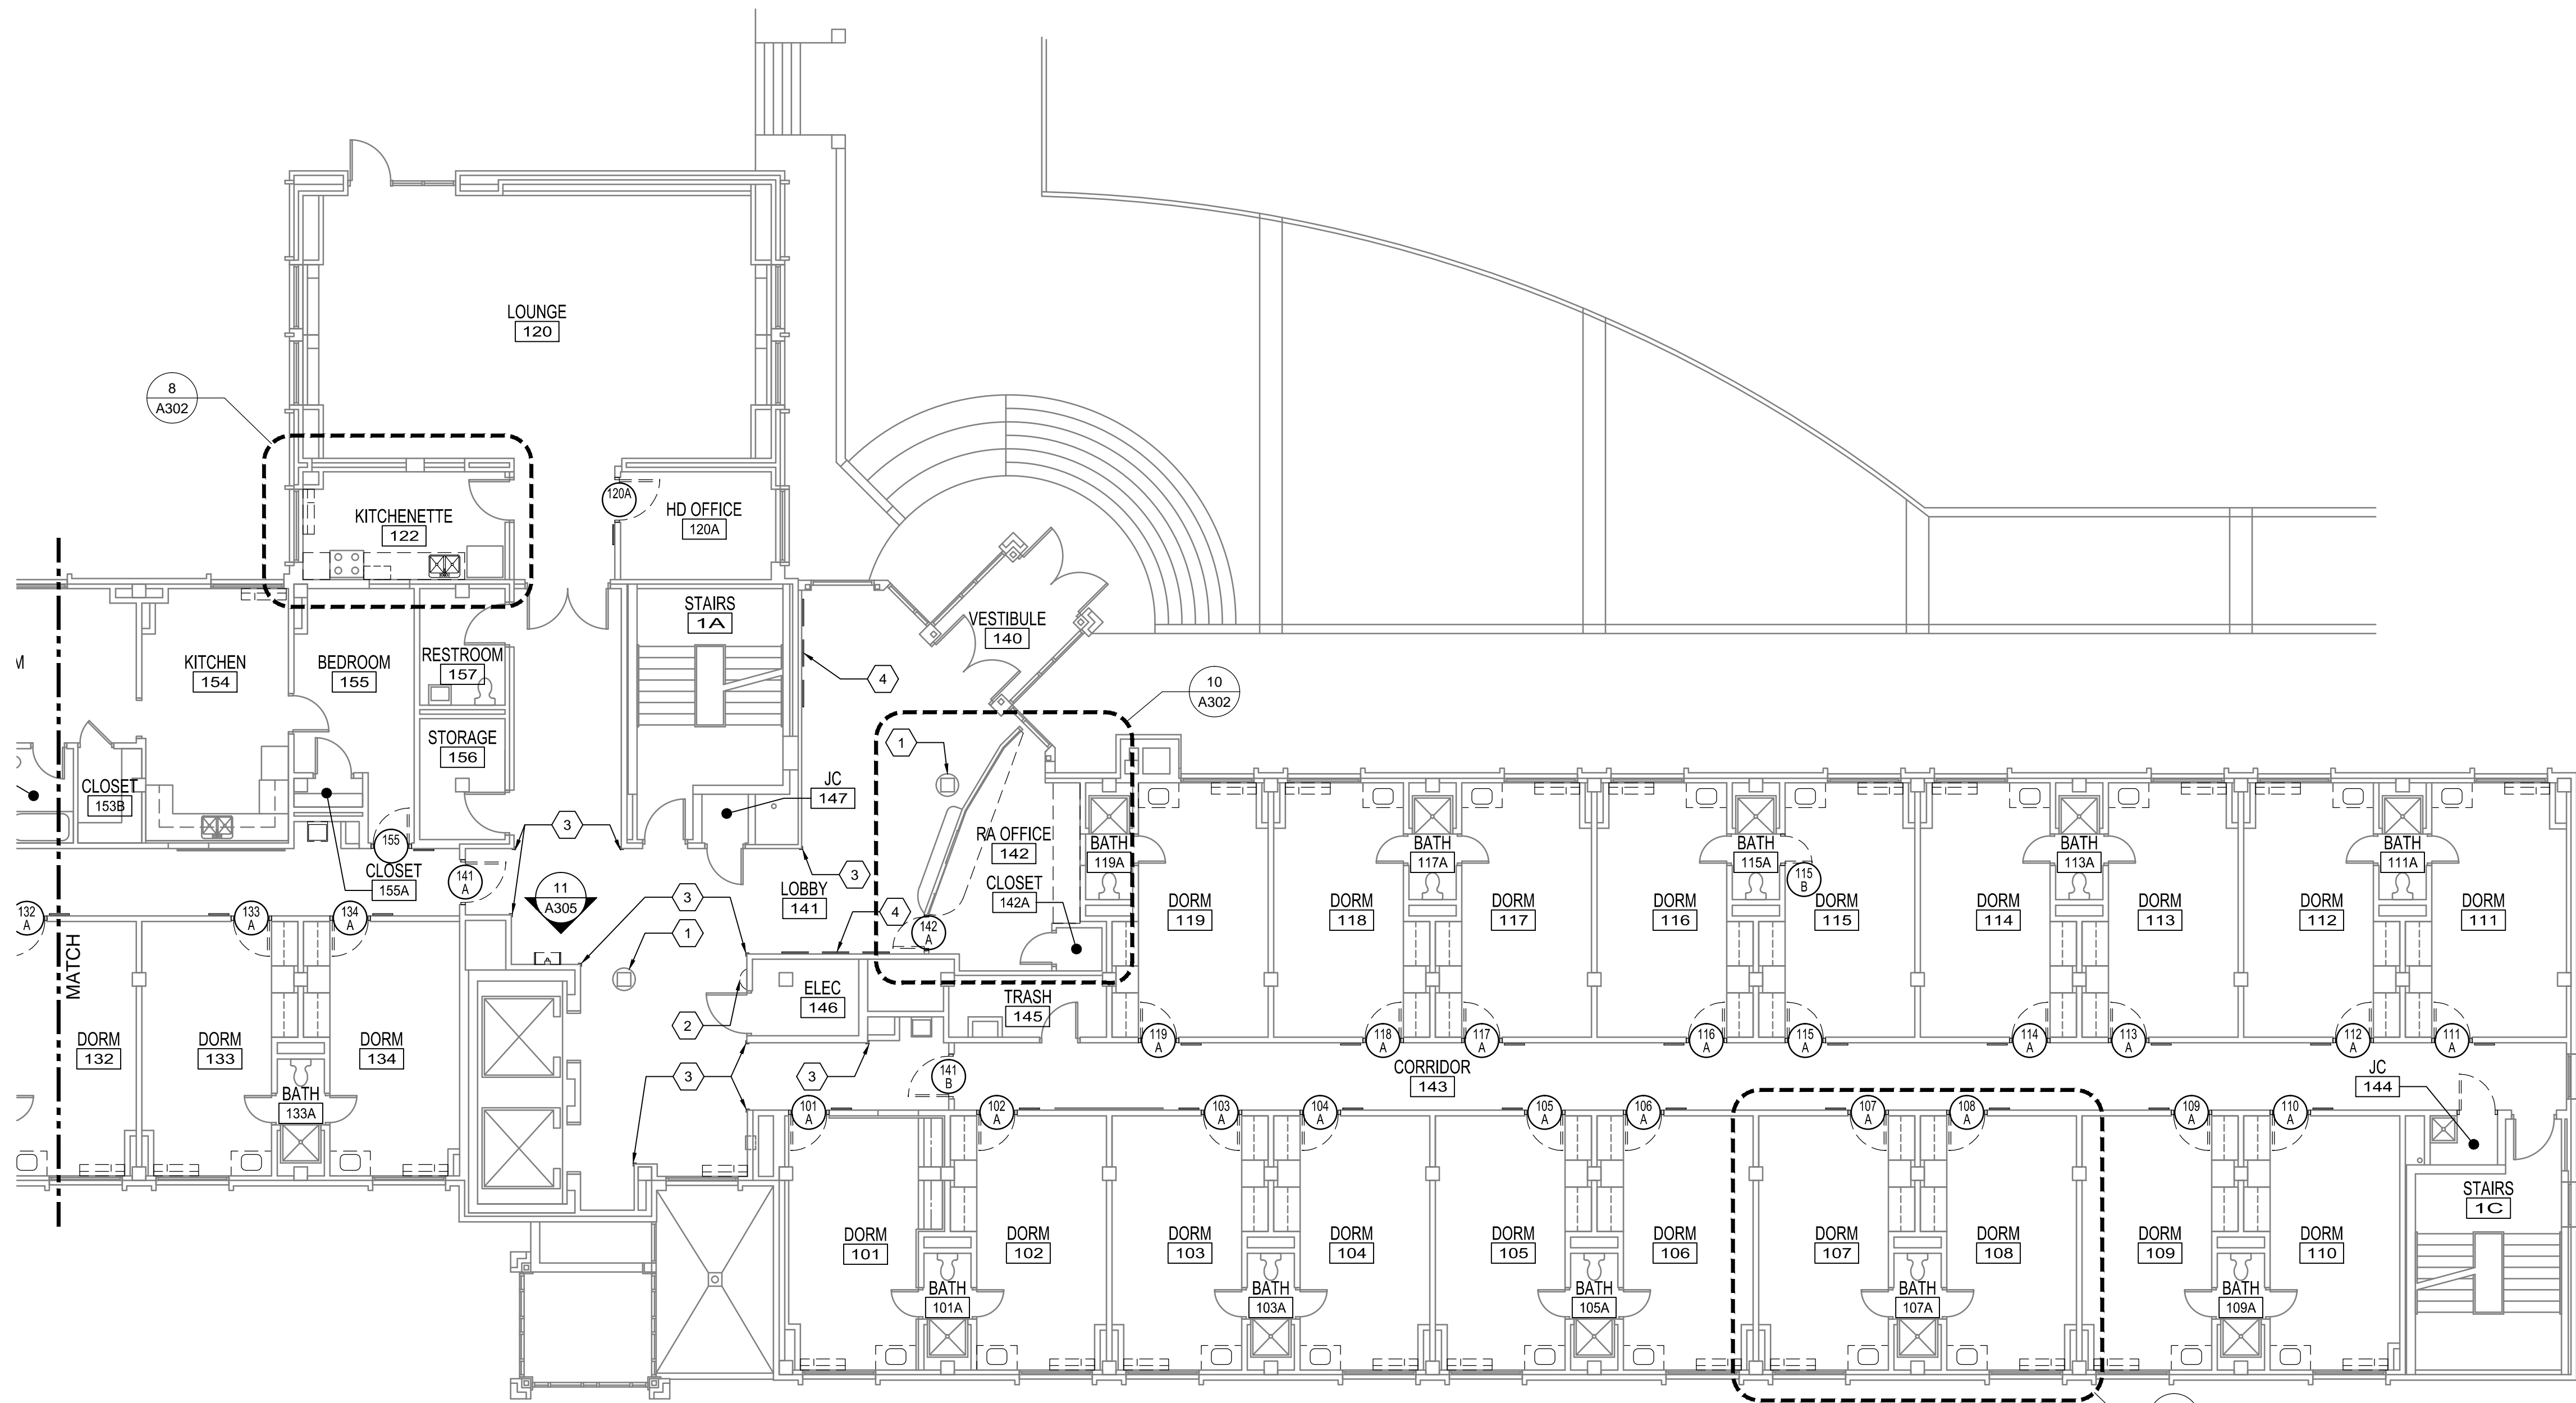 LOUNGE
120
8
A302
120A
HD OFFICE
120A
KITCHENETTE
122
STAIRS
1A
VESTIBULE
140
KITCHEN
154
BEDROOM
155
RESTROOM
157
4
10
A302
STORAGE
156
1
CLOSET
153B
JC
147
3
RA OFFICE
142
155
CLOSET
155A
141
A
3
CLOSET
142A
BATH
119A
BATH
117A
BATH
115A
BATH
113A
BATH
111A
115
B
11
A305
LOBBY
141
3
4
142
A
DORM
119
DORM
118
DORM
117
DORM
116
DORM
115
DORM
114
DORM
113
DORM
112
DORM
111
132
A
133
A
134
A
MATCH
1
A
ELEC
146
TRASH
145
2
DORM
132
DORM
133
DORM
134
119
A
118
A
117
A
116
A
115
A
114
A
113
A
112
A
111
A
3
3
141
B
CORRIDOR
143
JC
144
BATH
133A
101
A
102
A
103
A
104
A
105
A
106
A
107
A
108
A
109
A
110
A
STAIRS
1C
DORM
101
DORM
102
DORM
103
DORM
104
DORM
105
DORM
106
DORM
107
DORM
108
DORM
109
DORM
110
BATH
101A
BATH
103A
BATH
105A
BATH
107A
BATH
109A